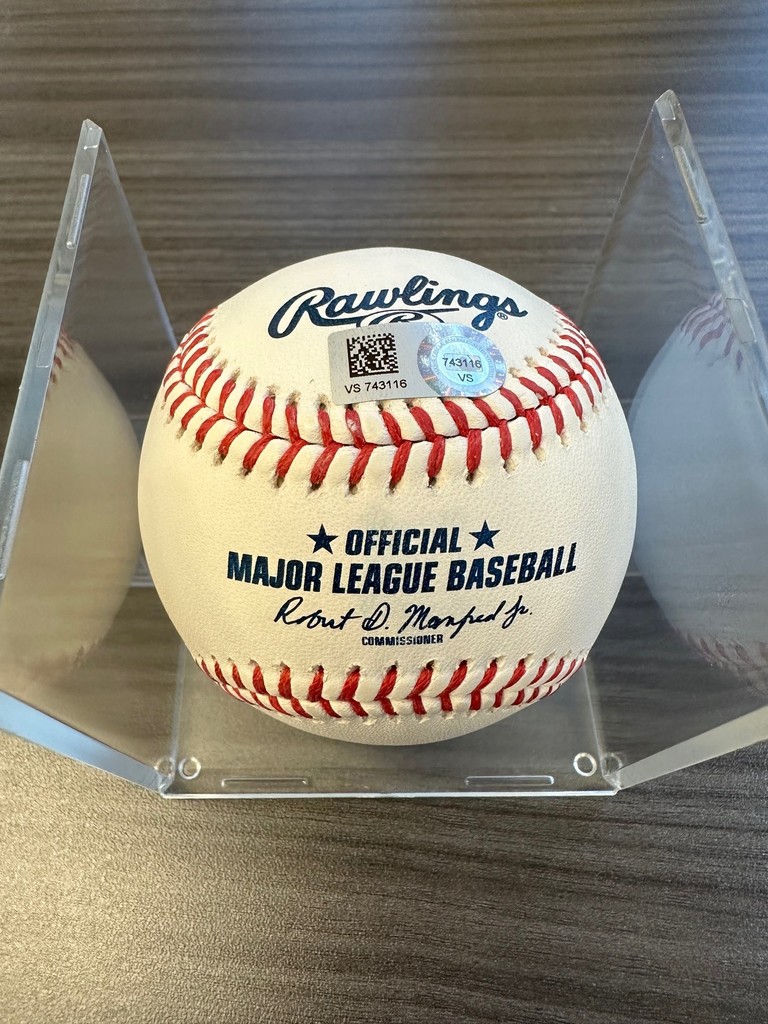 Rawlings®
VS 743116
743116
VS
★ OFFICIAL ★
MAJOR LEAGUE BASEBALL
Robert D. Manfred Jr.
COMMISSIONER